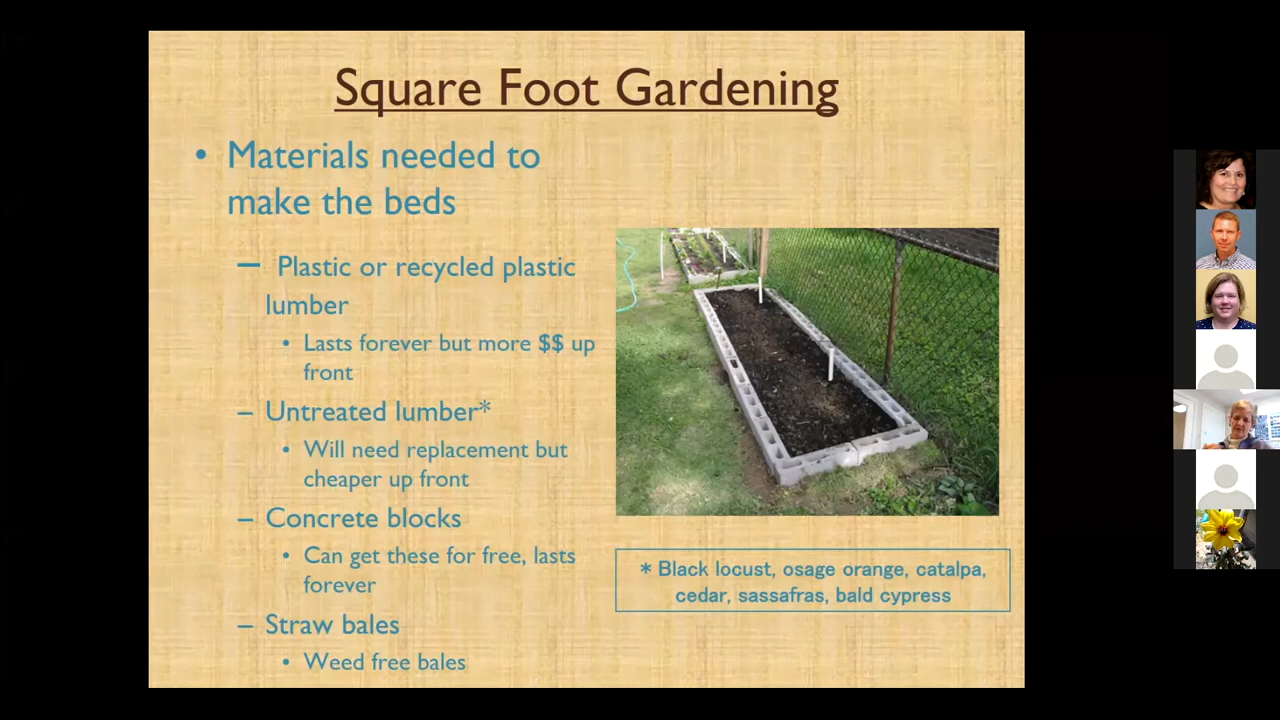 Square Foot Gardening
• Materials needed to
make the beds
– Plastic or recycled plastic
lumber
• Lasts forever but more $$ up
front
– Untreated lumber*
• Will need replacement but
cheaper up front
– Concrete blocks
• Can get these for free, lasts
forever
– Straw bales
• Weed free bales
* Black locust, osage orange, catalpa,
cedar, sassafras, bald cypress